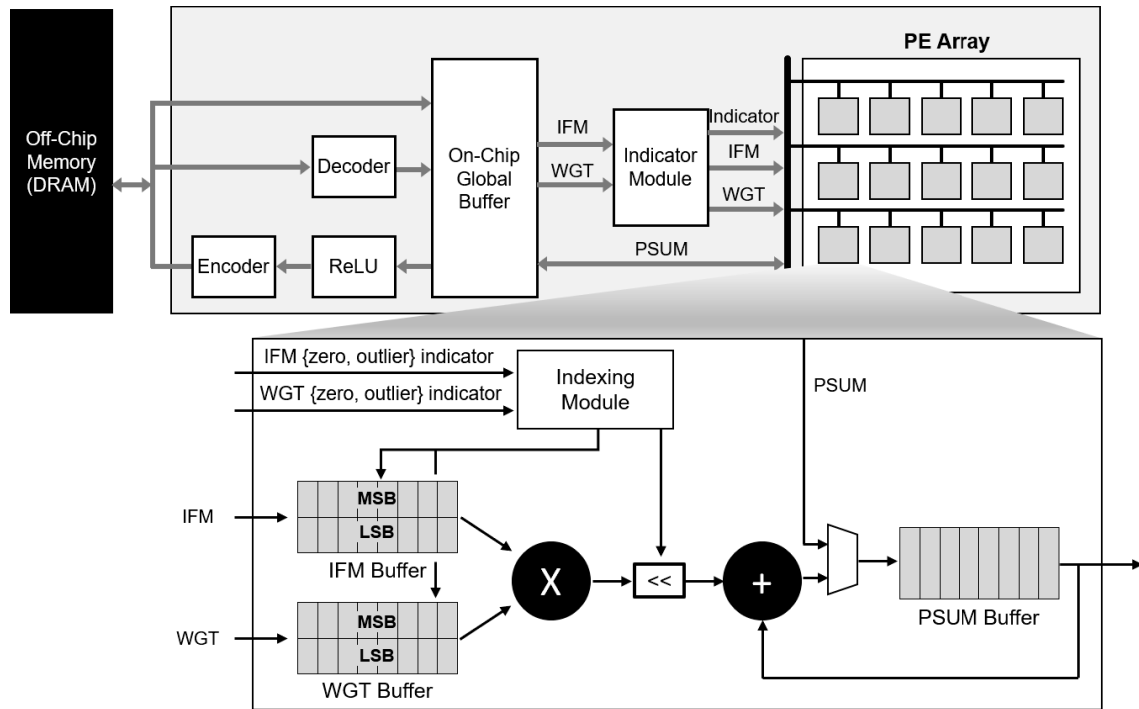 PE Array
Off-Chip
Memory
(DRAM)
Decoder
On-Chip
Global
Buffer
IFM
WGT
Indicator
Module
Indicator
IFM
WGT
Encoder
ReLU
PSUM
IFM {zero, outlier} indicator
WGT {zero, outlier} indicator
Indexing
Module
PSUM
IFM
MSB
LSB
IFM Buffer
X
<<
+
PSUM Buffer
WGT
MSB
LSB
WGT Buffer